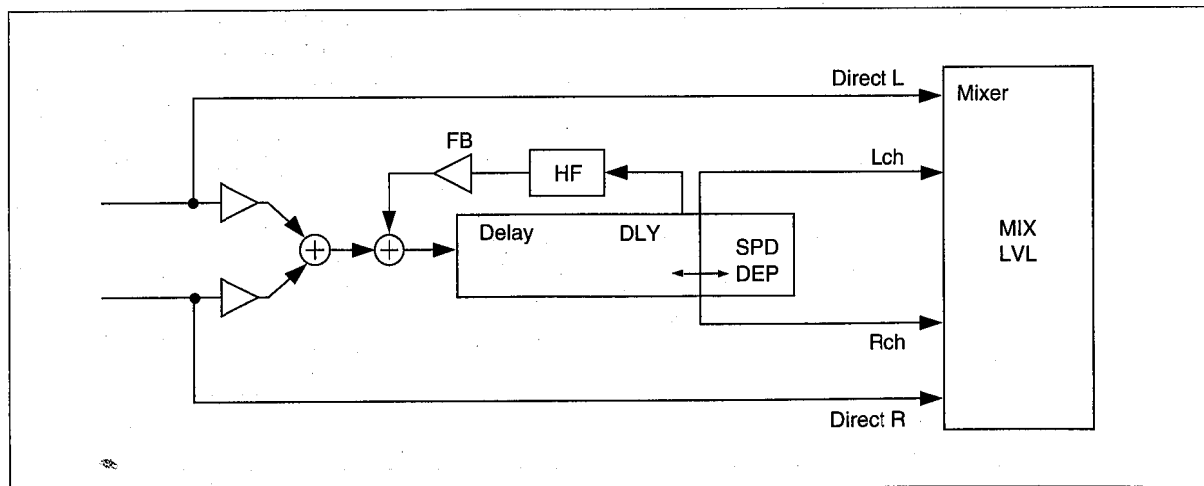 Direct L
Mixer
FB
HF
Lch
Delay
DLY
SPD
DEP
MIX
LVL
Rch
Direct R